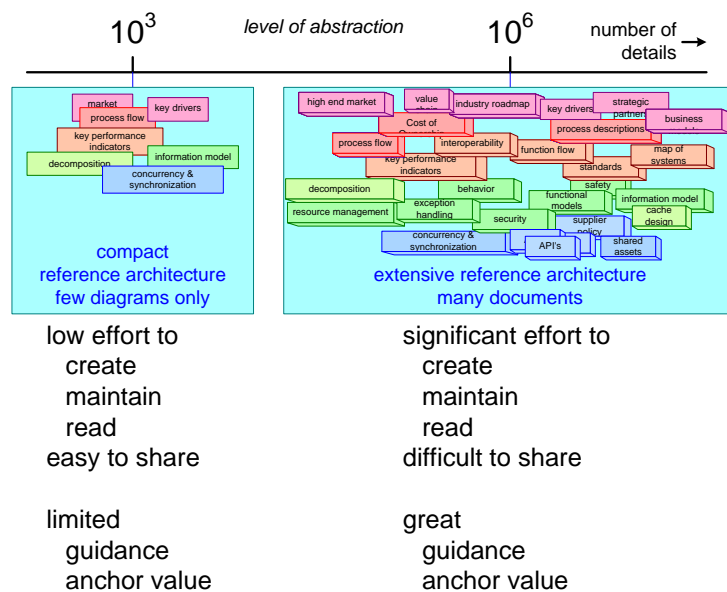 10^3
level of abstraction
10^6
number of
details
market
key drivers
process flow
key performance
indicators
decomposition
information model
concurrency &
synchronization
compact
reference architecture
few diagrams only
high end market
value
industry roadmap
key drivers
strategic
partners
business
Cost of
process descriptions
process flow
interoperability
function flow
map of
systems
key performance
indicators
standards
decomposition
behavior
safety
functional
models
information model
resource management
exception
handling
security
supplier
policy
cache
design
concurrency &
synchronization
API's
shared
assets
extensive reference architecture
many documents
low effort to
create
maintain
read
easy to share
limited
guidance
anchor value
significant effort to
create
maintain
read
difficult to share
great
guidance
anchor value